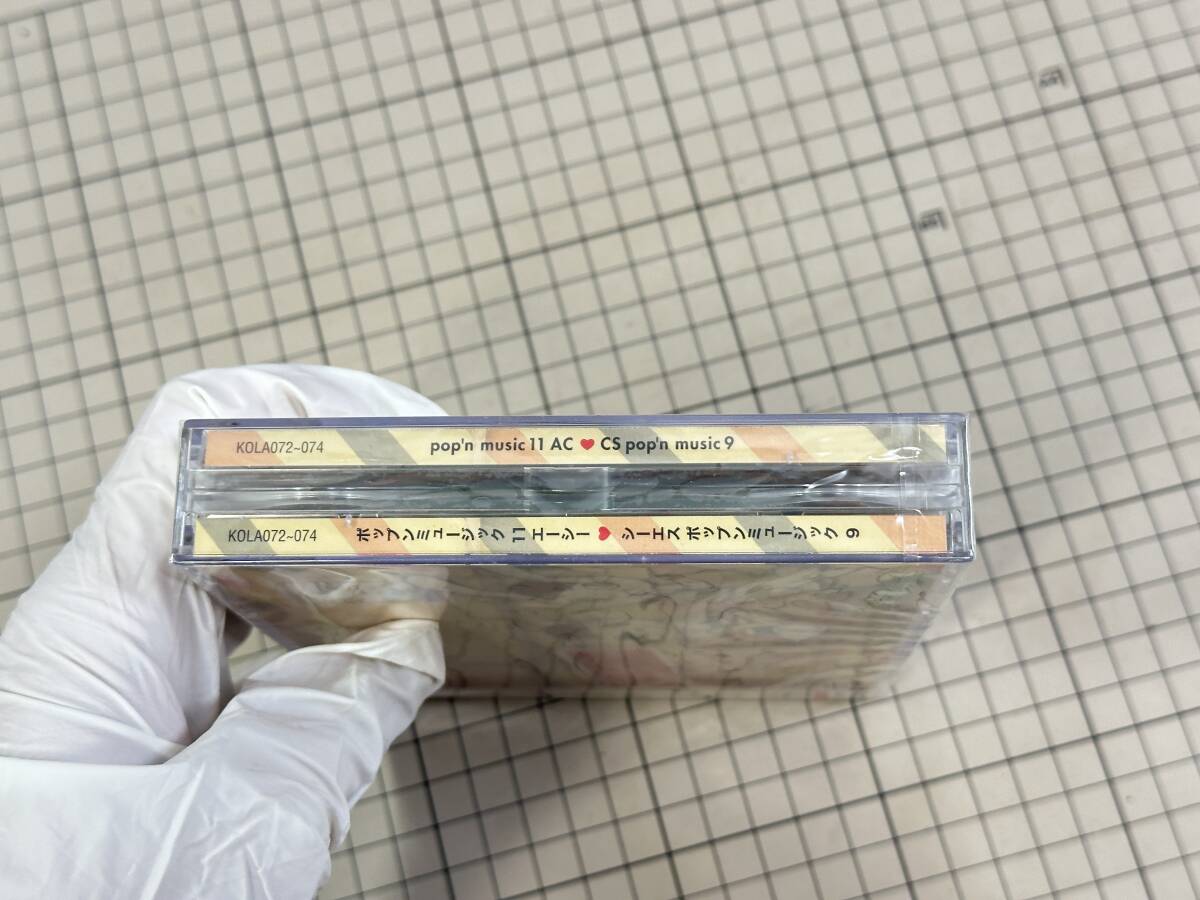 KOLA072~074 pop'n music 11 AC ♥ CS pop'n music 9
KOLA072~074 ポップンミュージック 11 エーシー ♥ シーエス ポップンミュージック 9